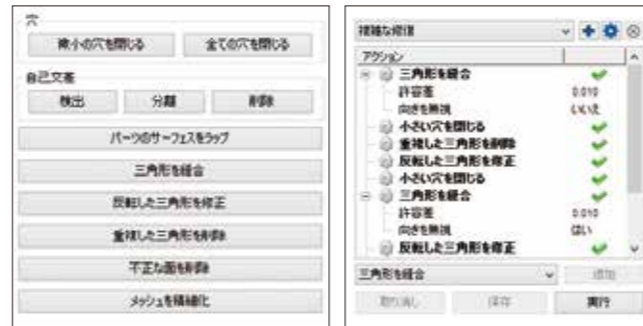 穴
微小の穴を閉じる
全ての穴を閉じる
自己交差
検出
分離
削除
パーツのサーフェスをラップ
三角形を縫合
反転した三角形を修正
重複した三角形を削除
不正な面を削除
メッシュを精細化
複雑な修復
アクション
三角形を縫合
許容差 0.010
向きを無視 いいえ
小さい穴を閉じる
重複した三角形を削除
反転した三角形を修正
小さい穴を閉じる
三角形を縫合
許容差 0.010
向きを無視 はい
反転した三角形を修正
三角形を縫合
追加
取り消し
保存
実行